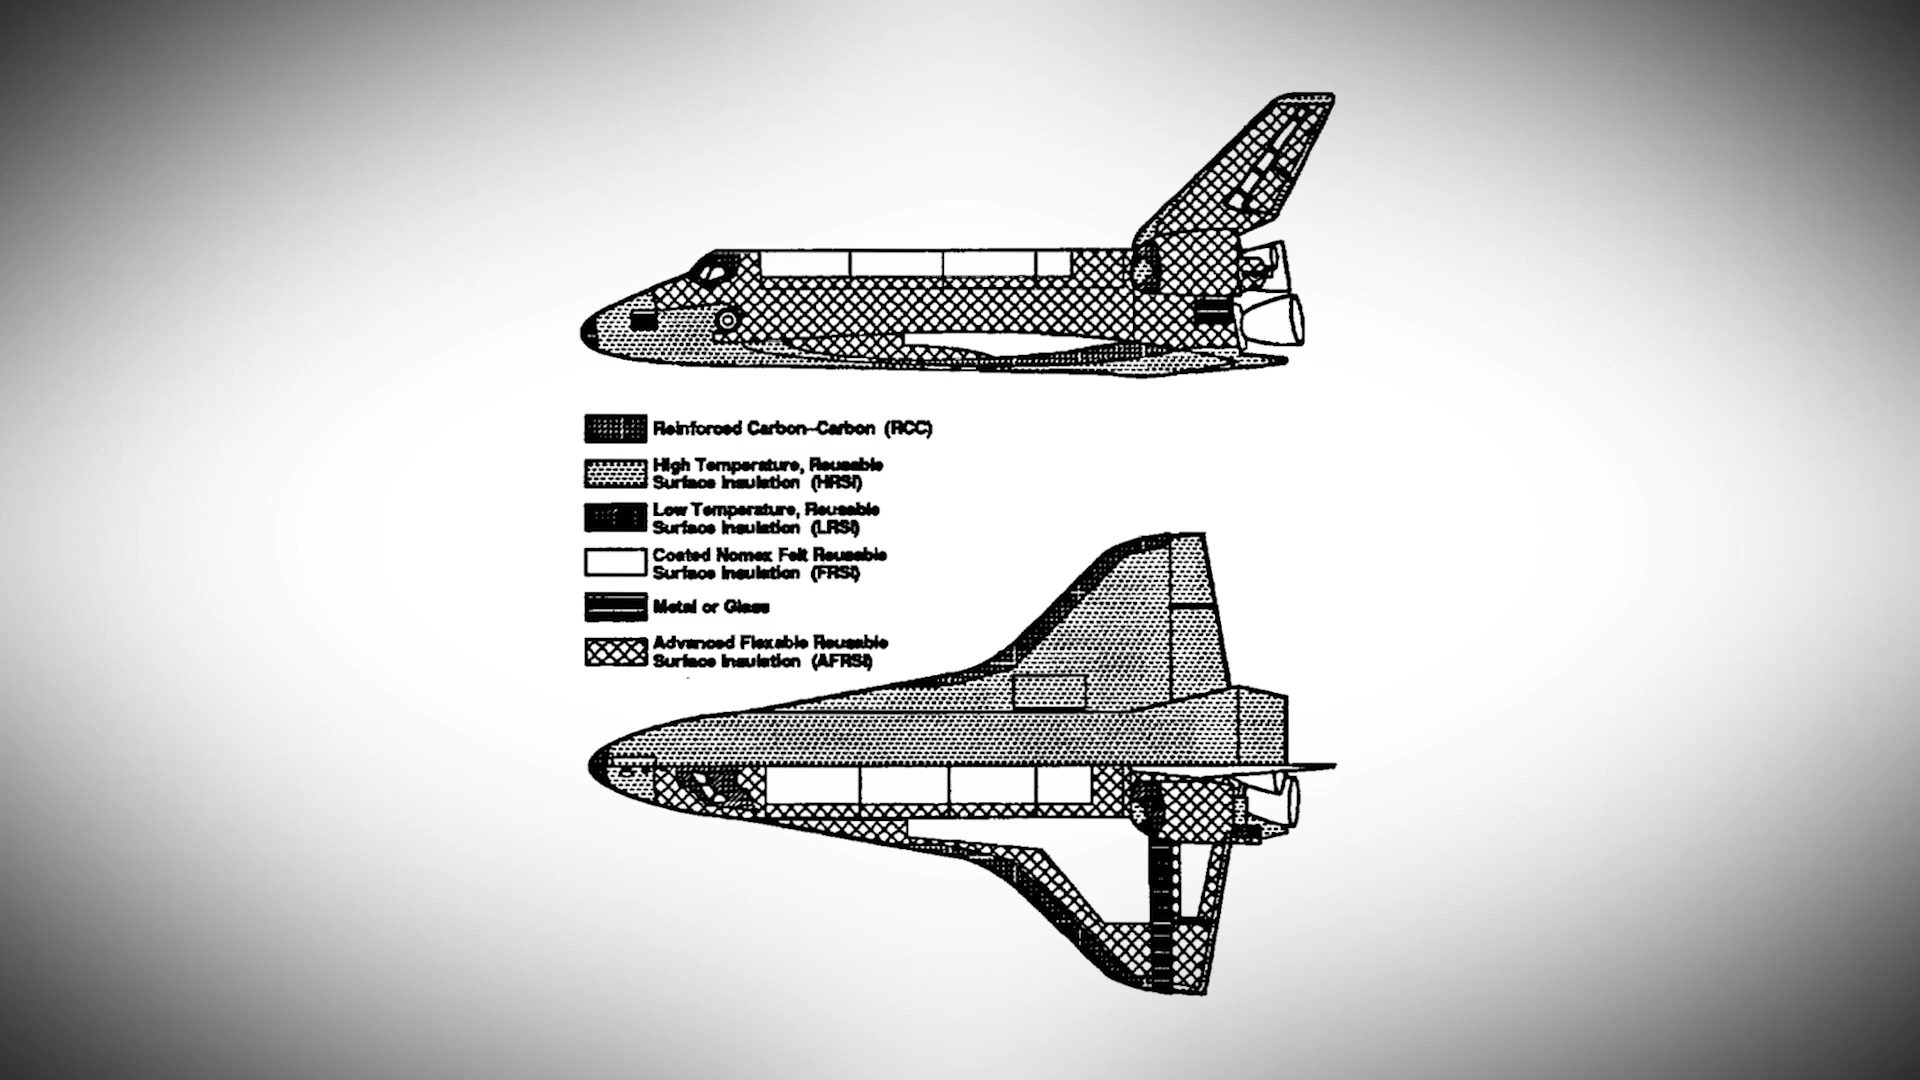 Reinforced Carbon-Carbon (RCC)
High Temperature, Reusable
Surface Insulation (HRSI)
Low Temperature, Reusable
Surface Insulation (LRSI)
Coated Nomex Felt Reusable
Surface Insulation (FRSI)
Metal or Glass
Advanced Flexable Reusable
Surface Insulation (AFRSI)